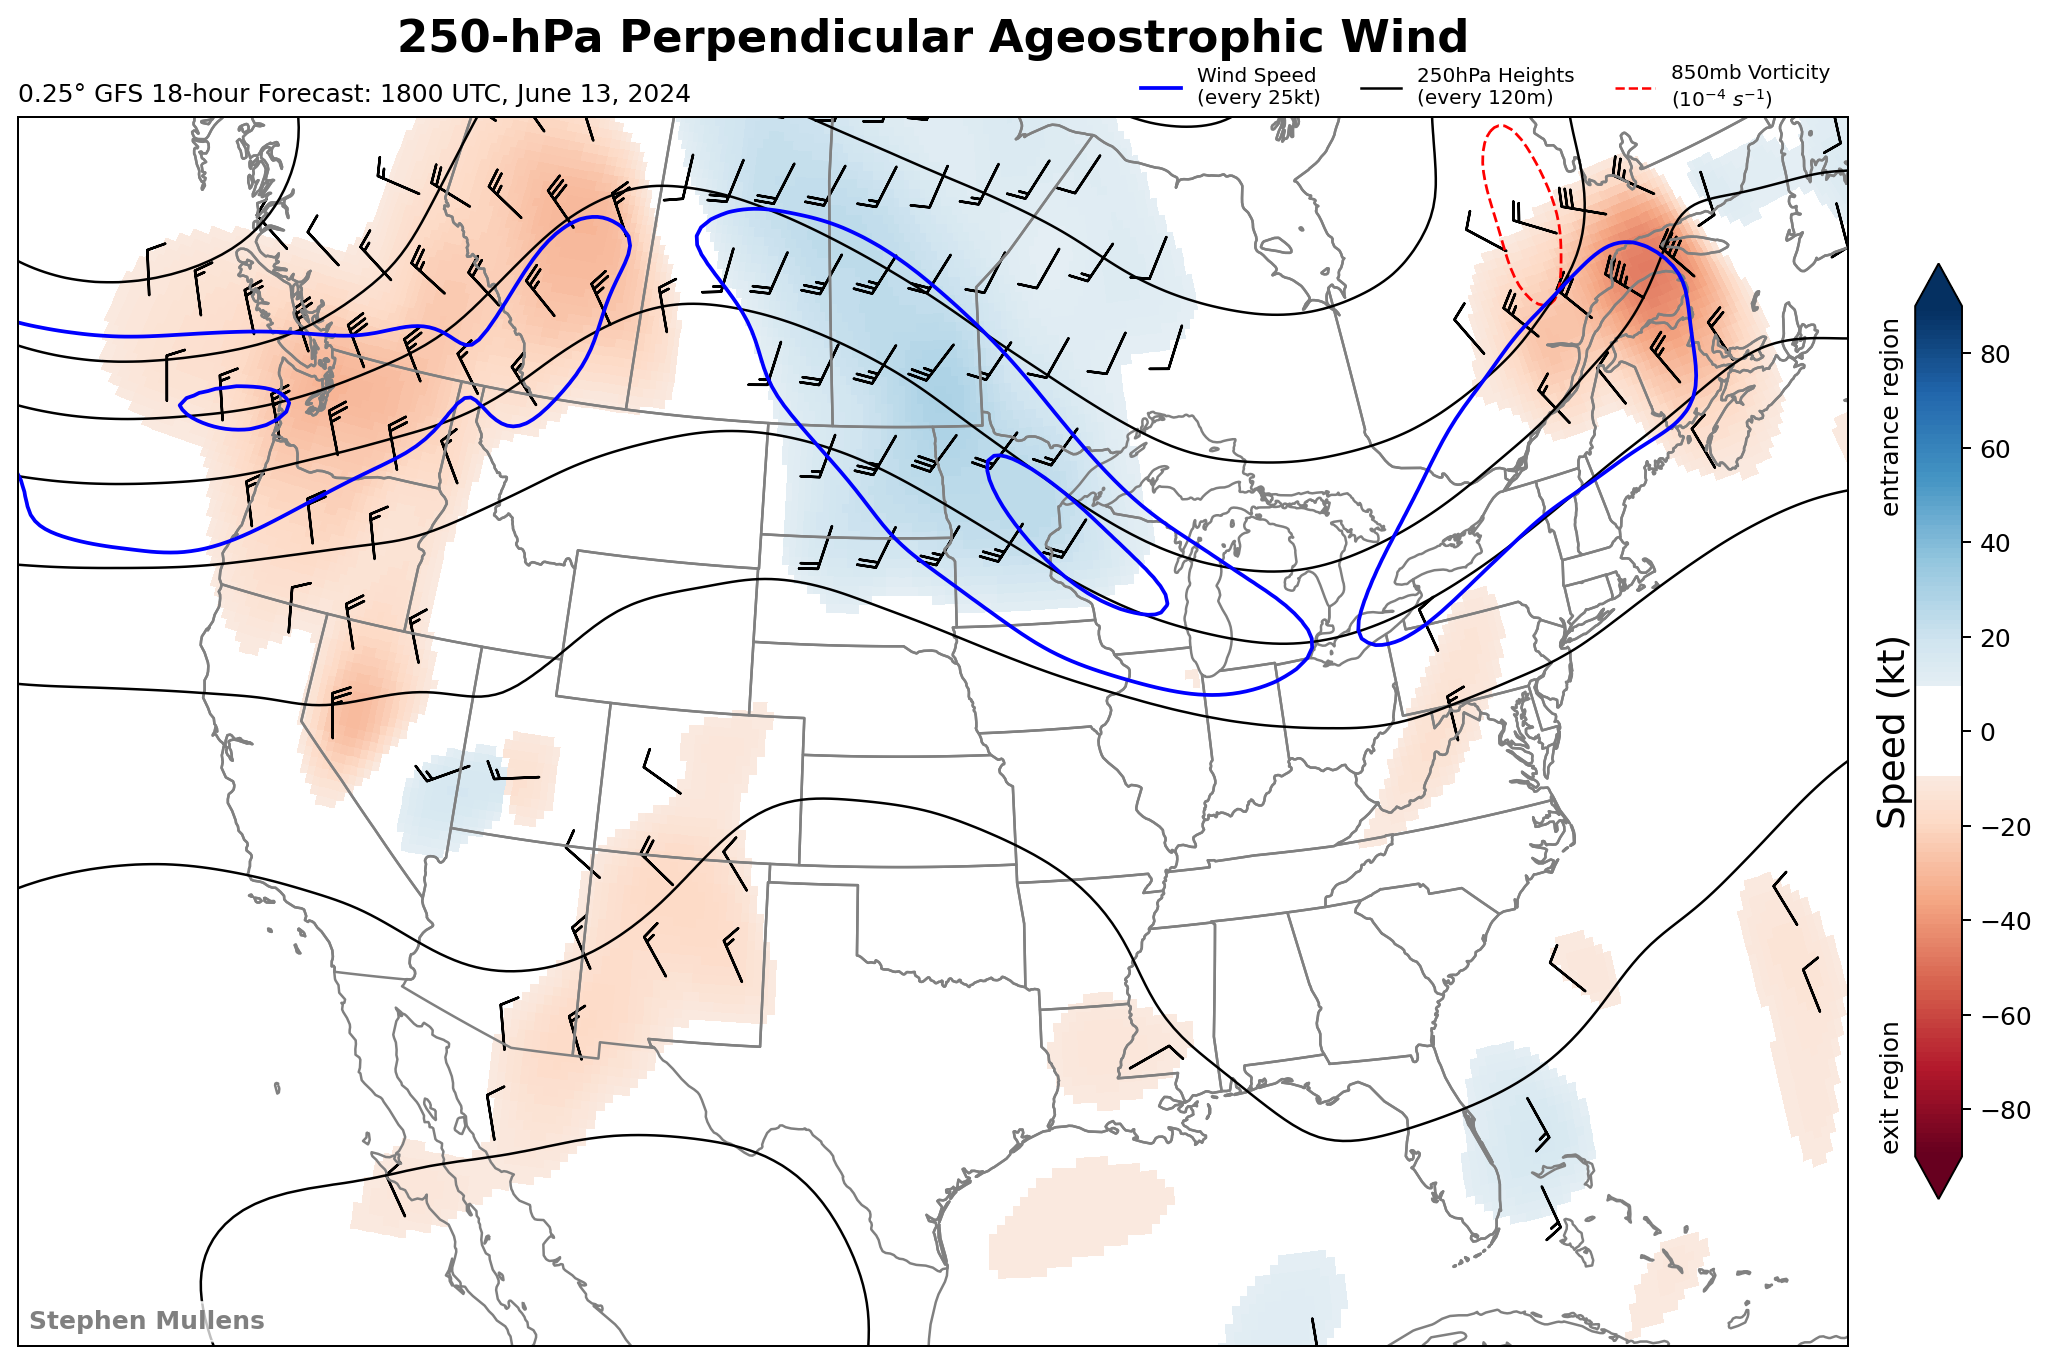 250-hPa Perpendicular Ageostrophic Wind
0.25° GFS 18-hour Forecast: 1800 UTC, June 13, 2024
Wind Speed
(every 25kt)
250hPa Heights
(every 120m)
850mb Vorticity
(10⁻⁴ s⁻¹)
entrance region
Speed (kt)
exit region
80
60
40
20
0
−20
−40
−60
−80
Stephen Mullens